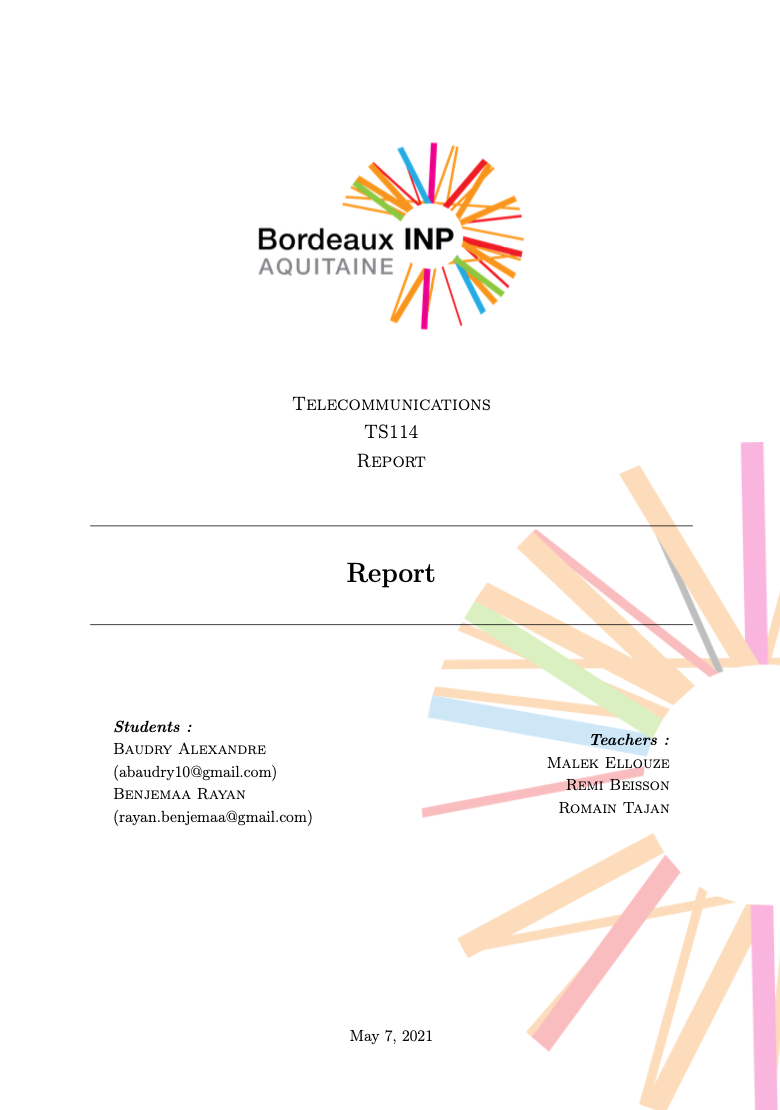 Bordeaux INP
AQUITAINE
Telecommunications
TS114
Report
Report
Students :
Baudry Alexandre
(abaudry10@gmail.com)
Benjemaa Rayan
(rayan.benjemaa@gmail.com)
Teachers :
Malek Ellouze
Remi Beisson
Romain Tajan
May 7, 2021